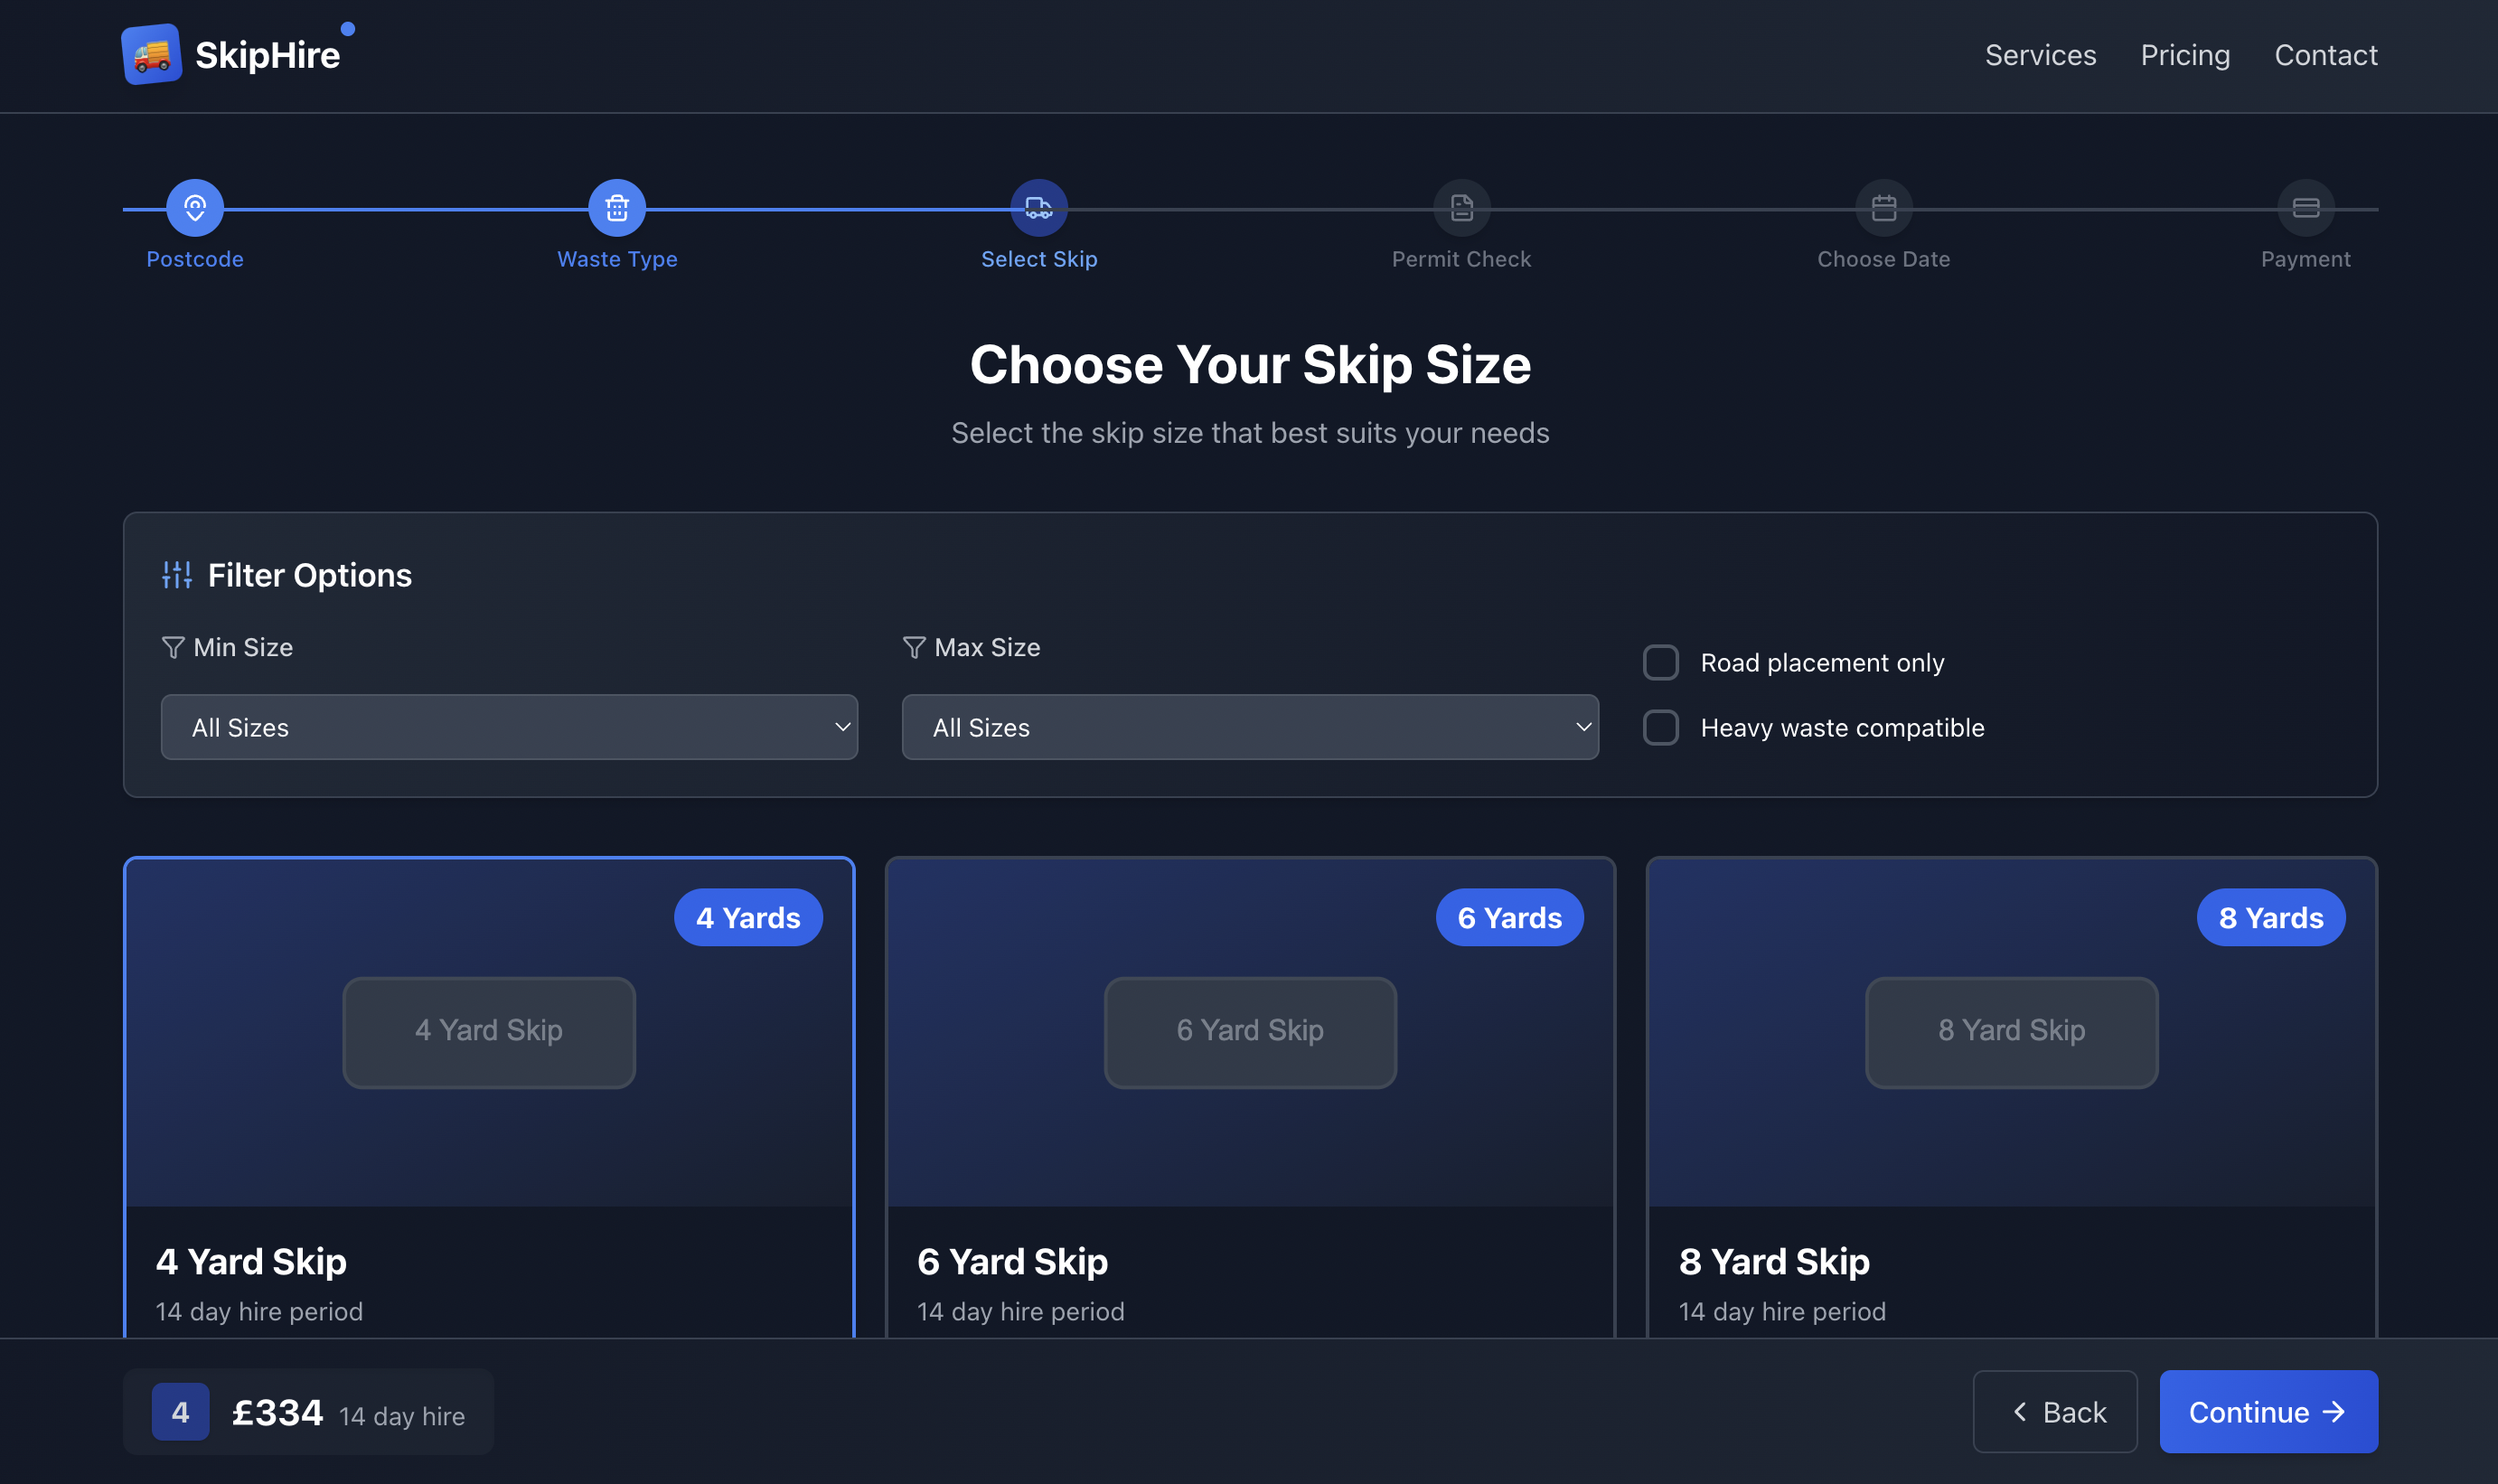 SkipHire
Services Pricing Contact
Postcode Waste Type Select Skip Permit Check Choose Date Payment
Choose Your Skip Size
Select the skip size that best suits your needs
Filter Options
Min Size
All Sizes
Max Size
All Sizes
Road placement only
Heavy waste compatible
4 Yards
4 Yard Skip
4 Yard Skip
14 day hire period
6 Yards
6 Yard Skip
6 Yard Skip
14 day hire period
8 Yards
8 Yard Skip
8 Yard Skip
14 day hire period
4 £334 14 day hire
Back Continue